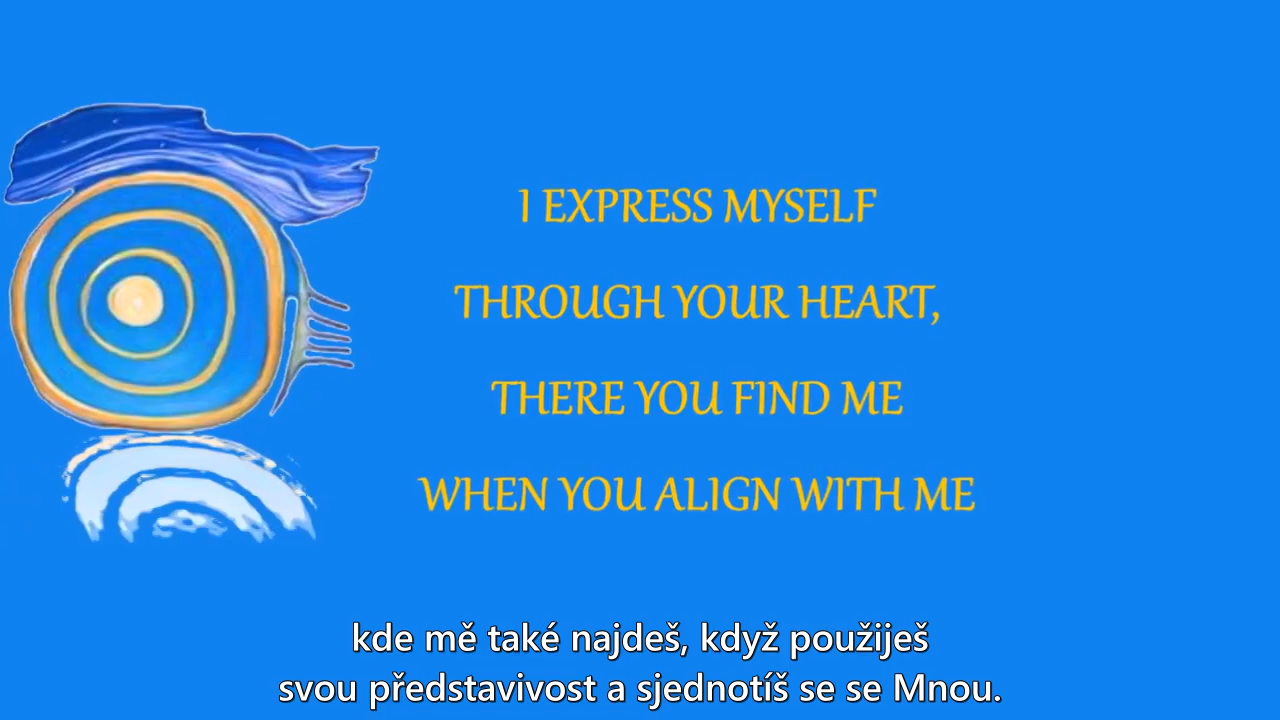 I EXPRESS MYSELF
THROUGH YOUR HEART,
THERE YOU FIND ME
WHEN YOU ALIGN WITH ME
kde mě také najdeš, když použiješ
svou představivost a sjednotíš se se Mnou.